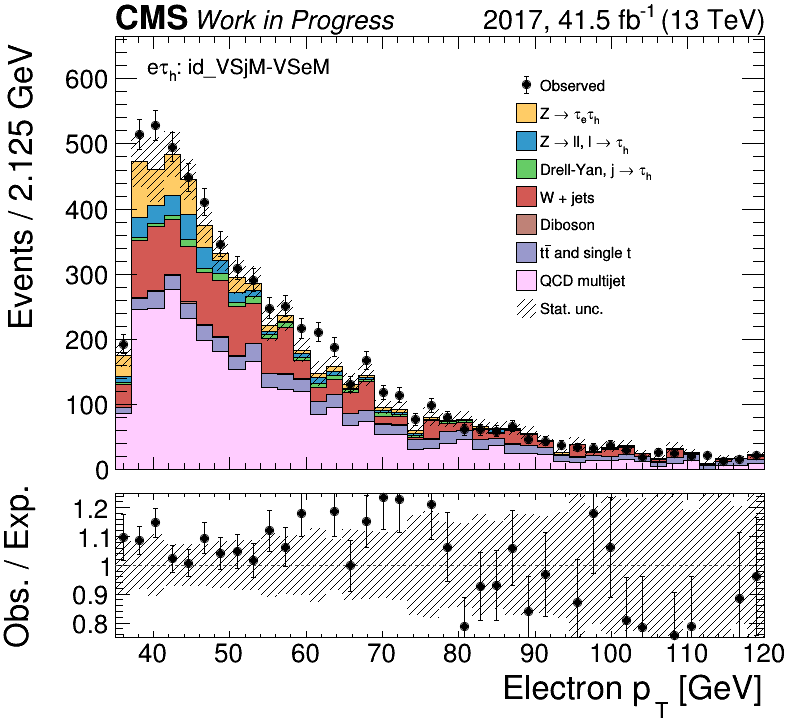 CMS Work in Progress 2017, 41.5 fb⁻¹ (13 TeV)
eτₕ: id_VSjM-VSeM
Observed
Z → τₑτₕ
Z → ll, l → τₕ
Drell-Yan, j → τₕ
W + jets
Diboson
tt̄ and single t
QCD multijet
Stat. unc.
Events / 2.125 GeV
600
500
400
300
200
100
0
Obs. / Exp.
1.2
1.1
1
0.9
0.8
40 50 60 70 80 90 100 110 120
Electron p_T [GeV]